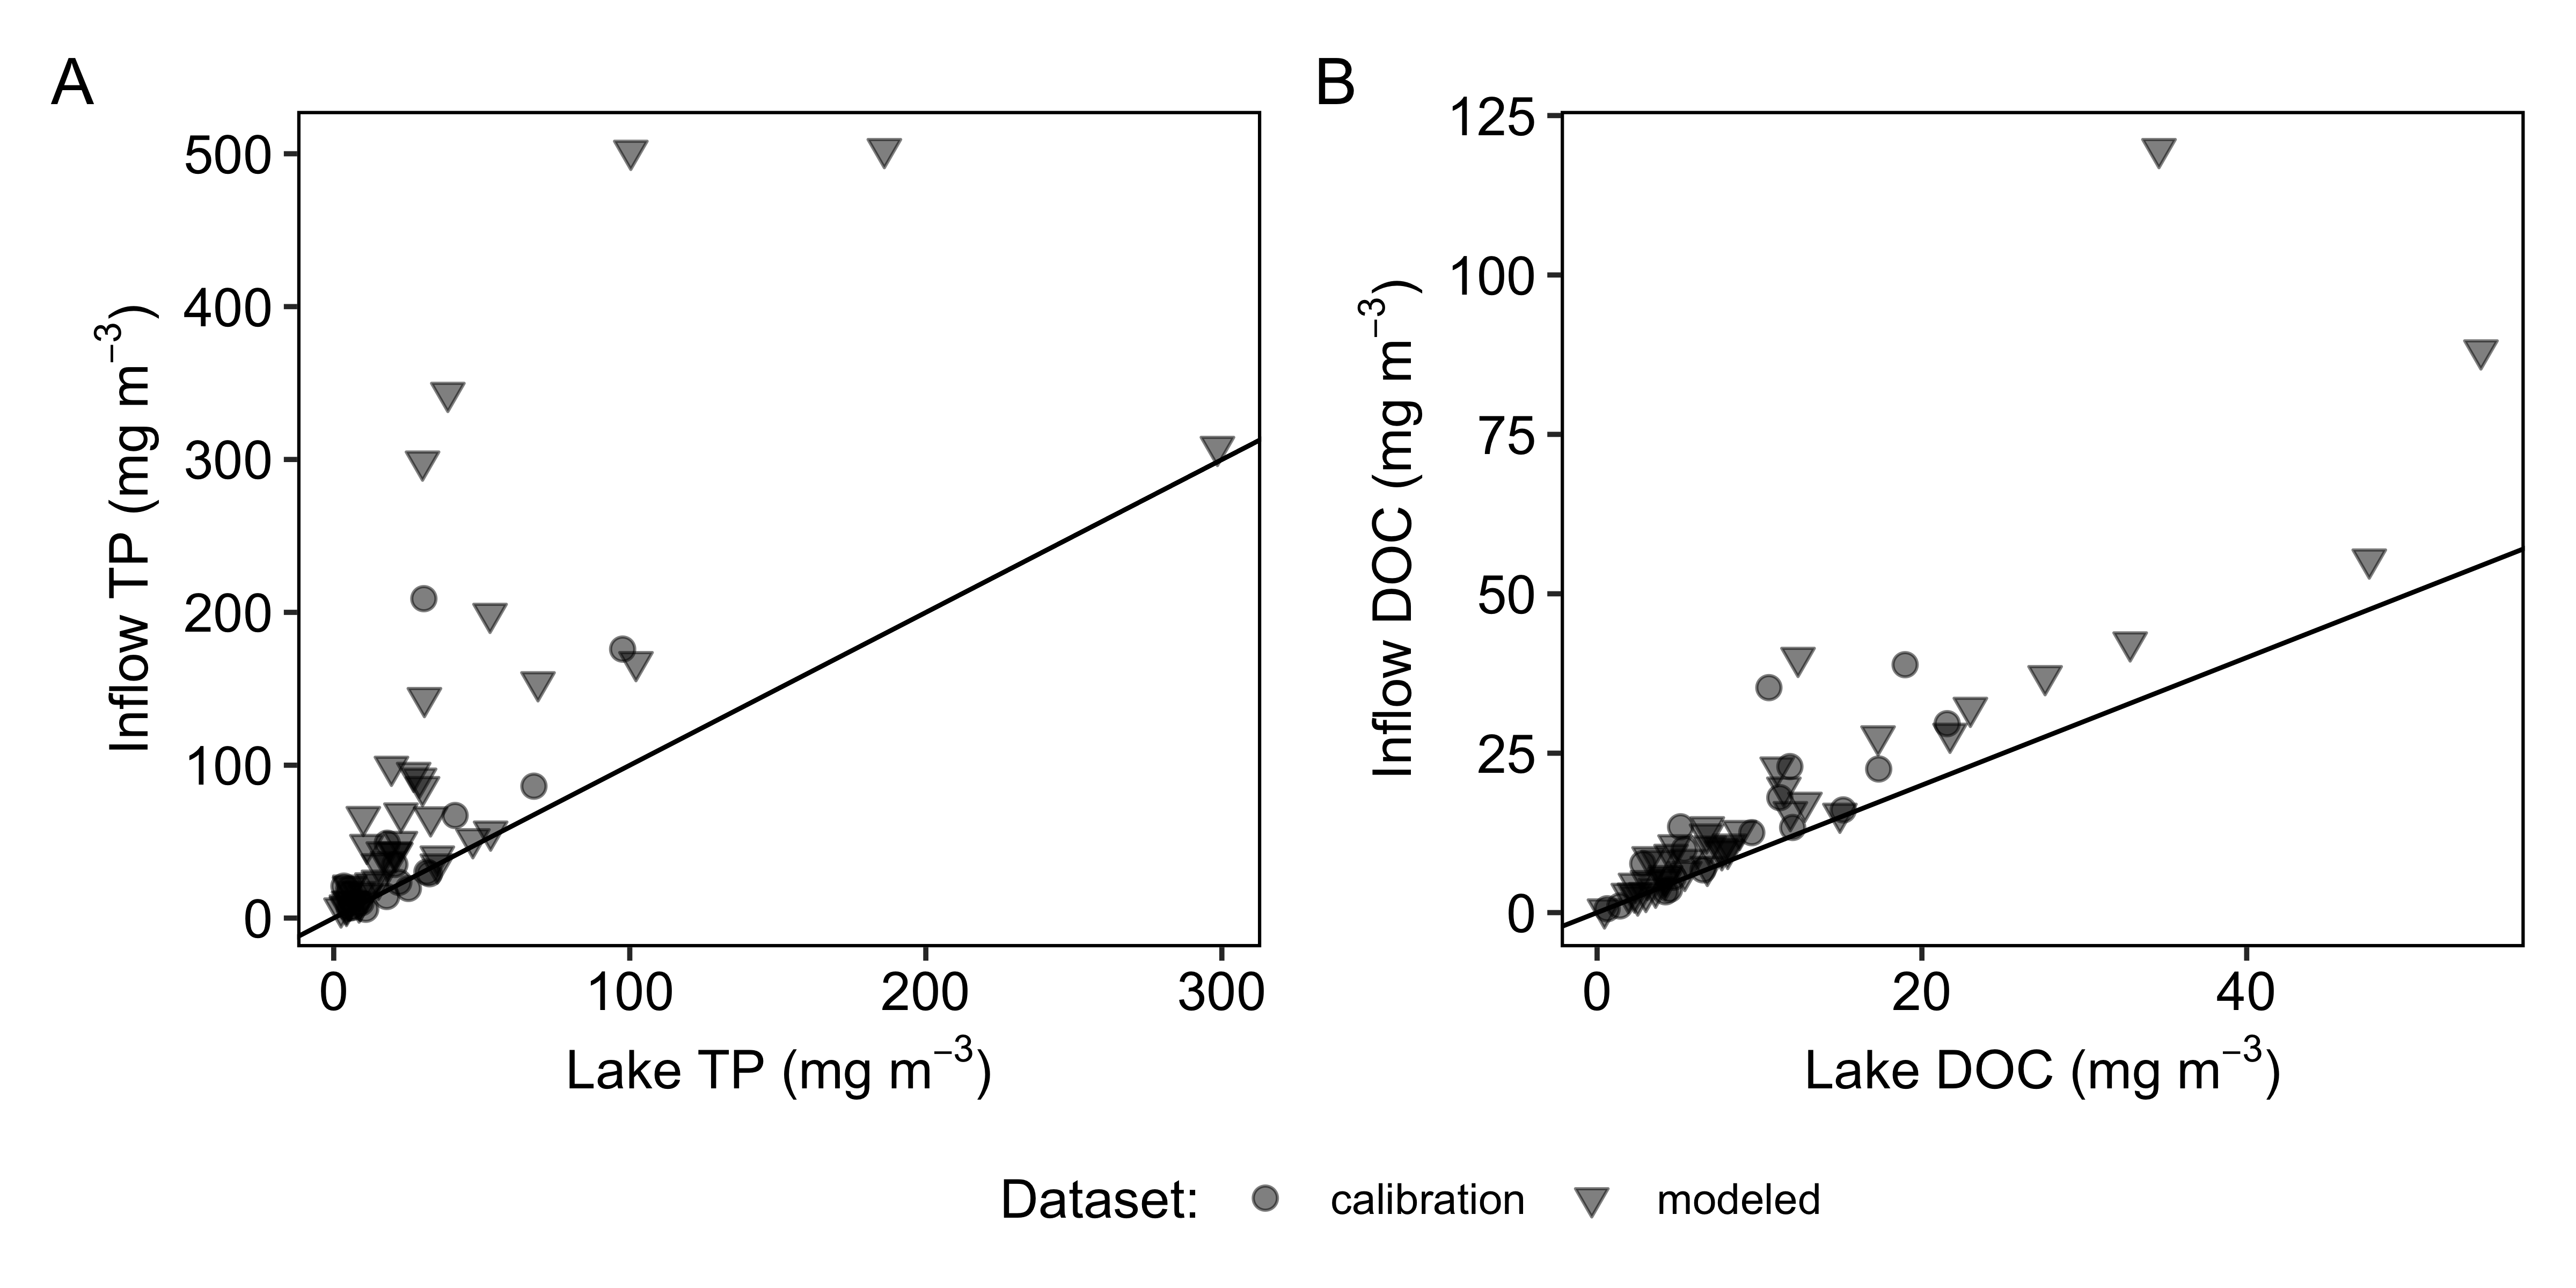 A
500
400
300
200
100
0
Inflow TP (mg m⁻³)
0 100 200 300
Lake TP (mg m⁻³)
B
125
100
75
50
25
0
Inflow DOC (mg m⁻³)
0 20 40
Lake DOC (mg m⁻³)
Dataset: calibration modeled